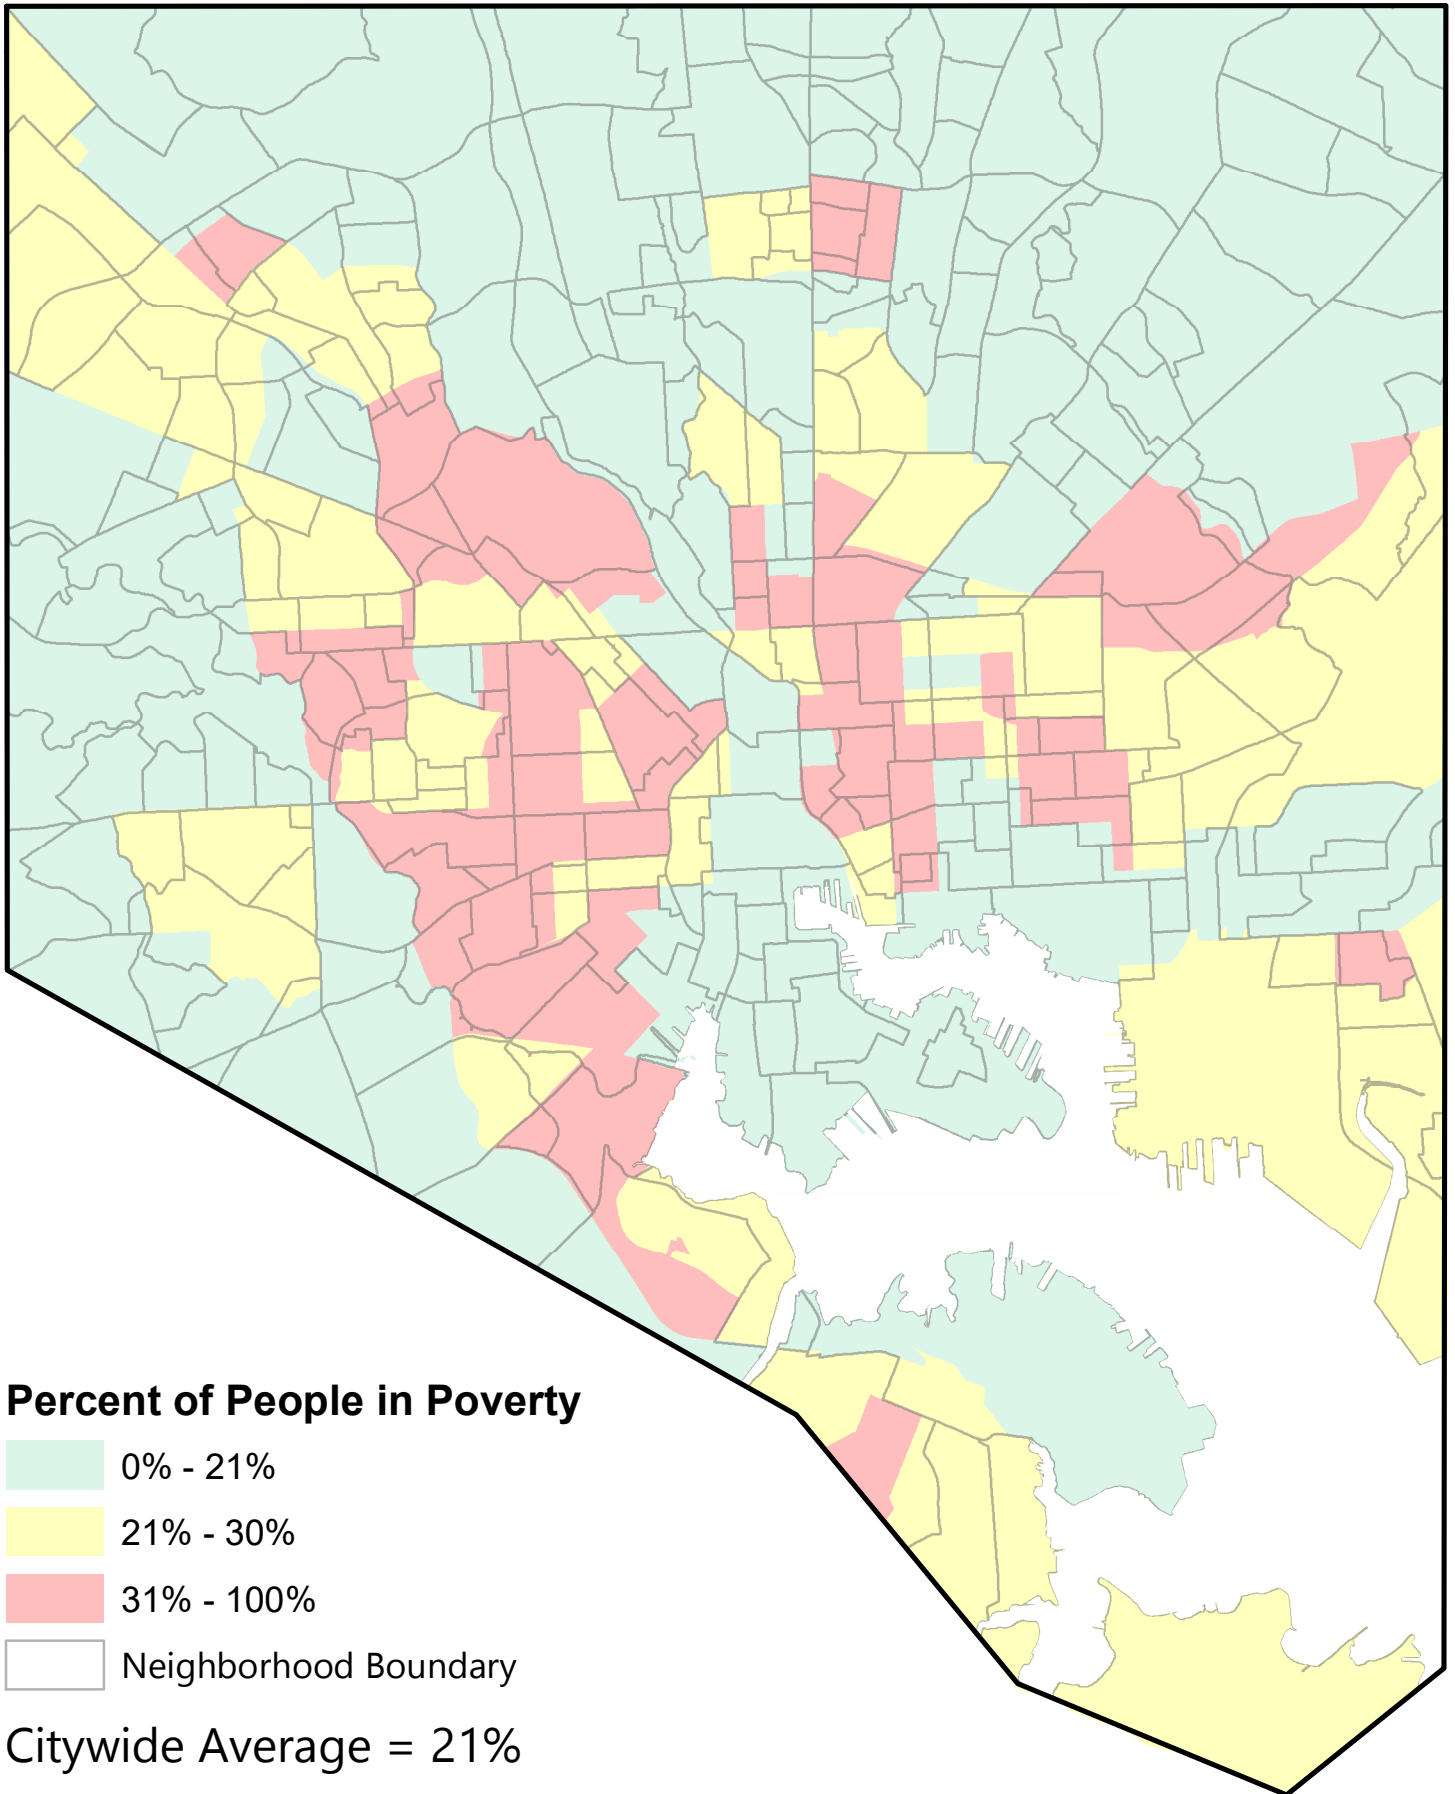 Percent of People in Poverty
0% - 21%
21% - 30%
31% - 100%
Neighborhood Boundary
Citywide Average = 21%